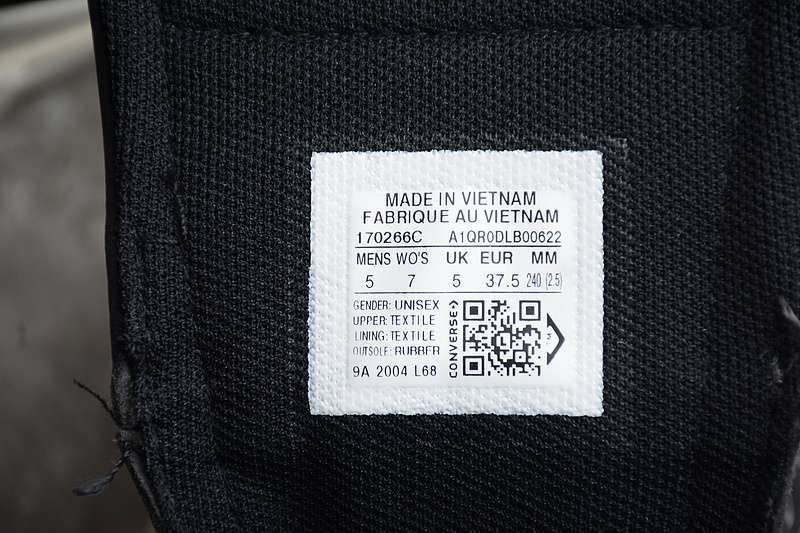 MADE IN VIETNAM
FABRIQUE AU VIETNAM
170266C A1QR0DLB00622
MENS WO'S UK EUR MM
5 7 5 37.5 240 (2.5)
GENDER: UNISEX
UPPER: TEXTILE
LINING: TEXTILE
OUTSOLE: RUBBER
9A 2004 L68
CONVERSE